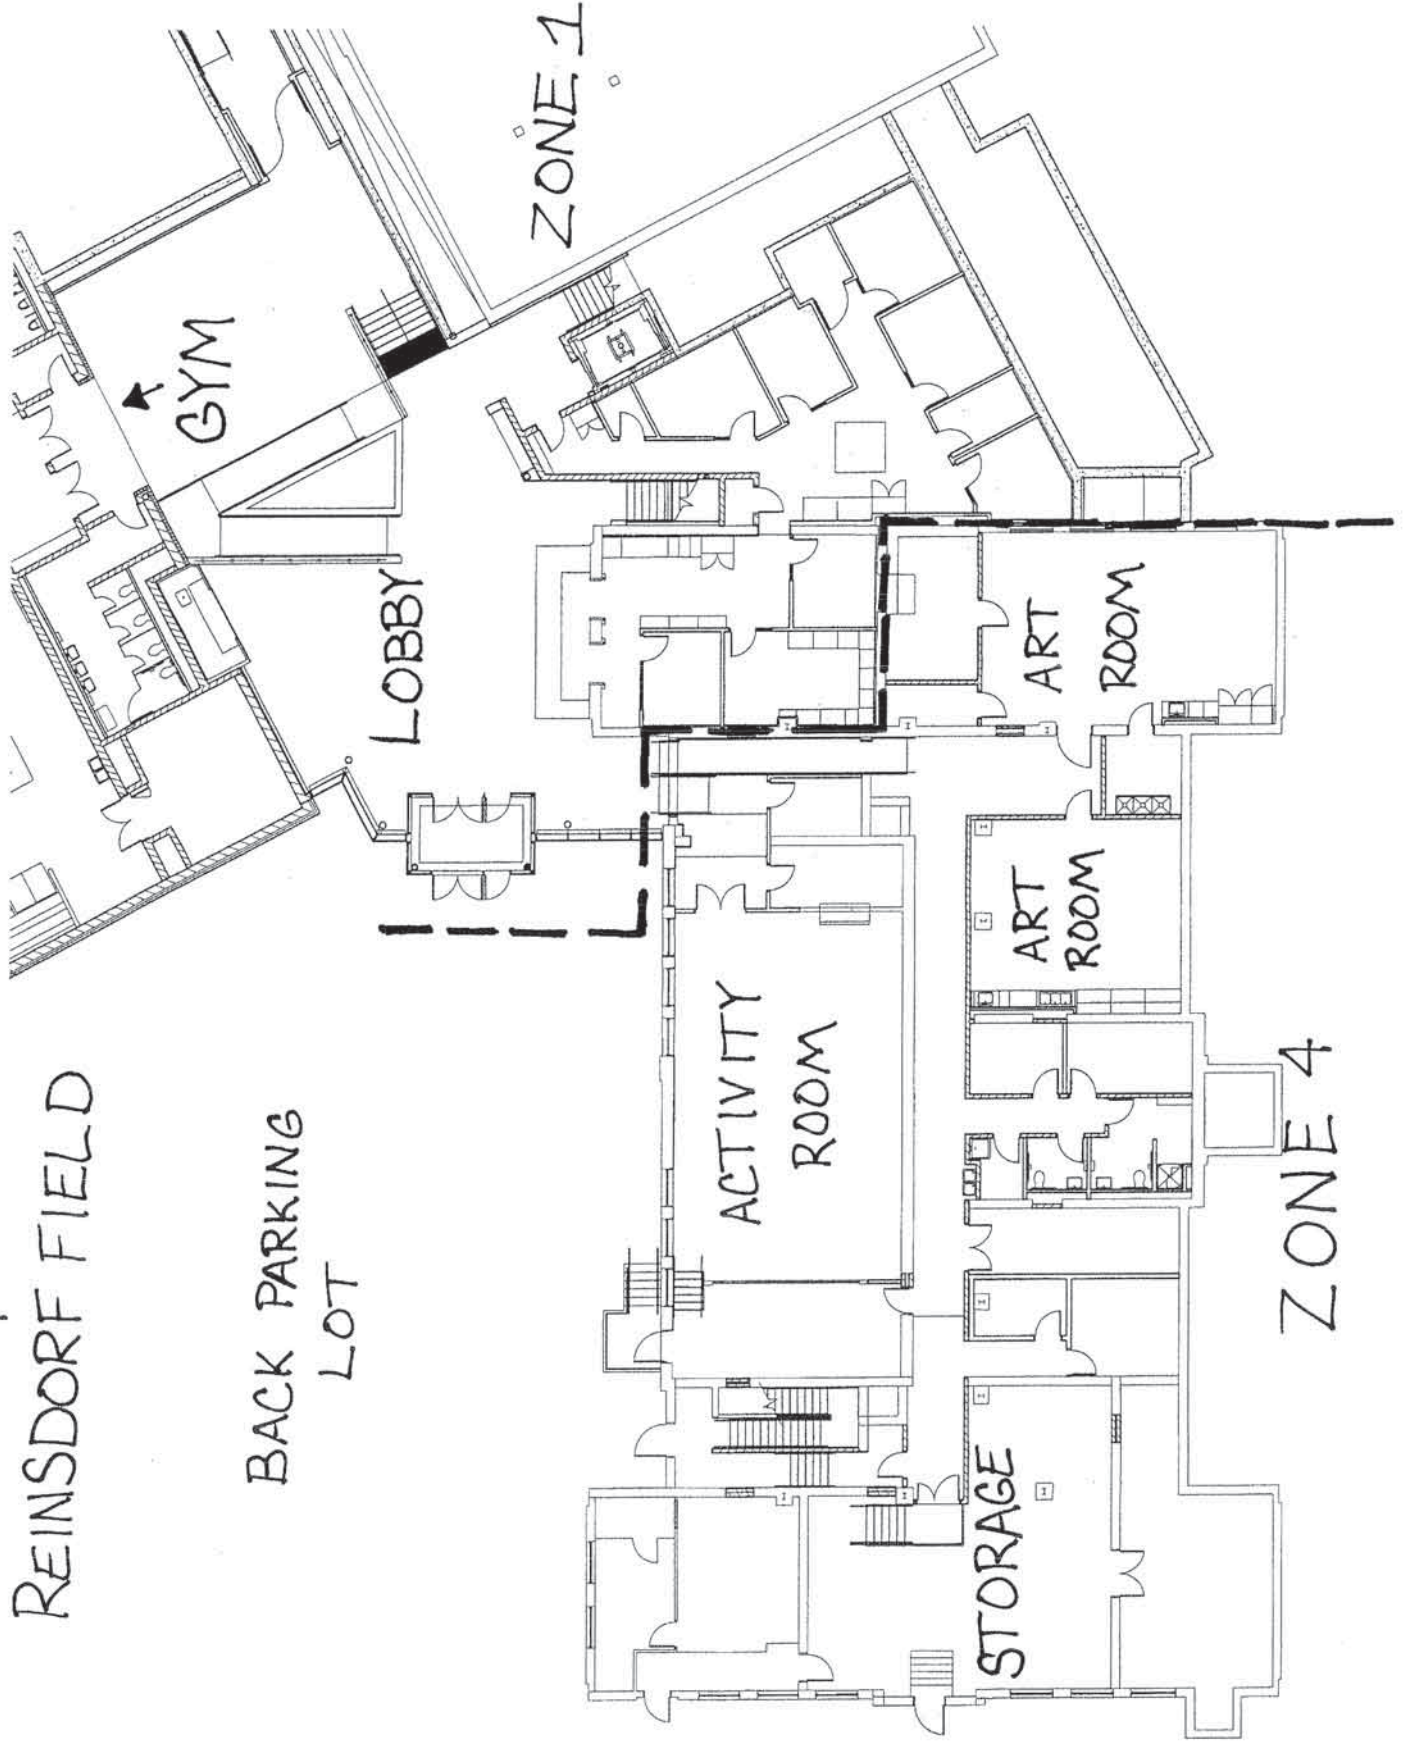 REINSDORF FIELD
BACK PARKING
LOT
GYM
LOBBY
ZONE 1
ACTIVITY
ROOM
ART
ROOM
ART
ROOM
STORAGE
ZONE 4